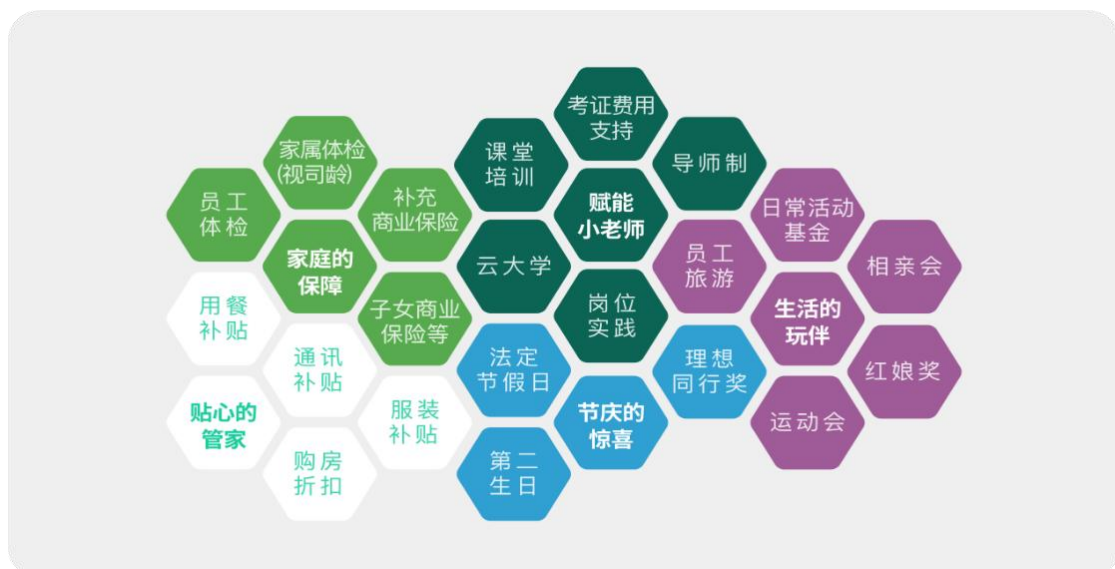 员工
体检
家属体检
(视司龄)
补充
商业保险
家庭的
保障
子女商业
保险等
用餐
补贴
通讯
补贴
贴心的
管家
服装
补贴
购房
折扣
课堂
培训
考证费用
支持
导师制
赋能
小老师
云大学
岗位
实践
法定
节假日
节庆的
惊喜
理想
同行奖
第二
生日
日常活动
基金
员工
旅游
相亲会
生活的
玩伴
红娘奖
运动会